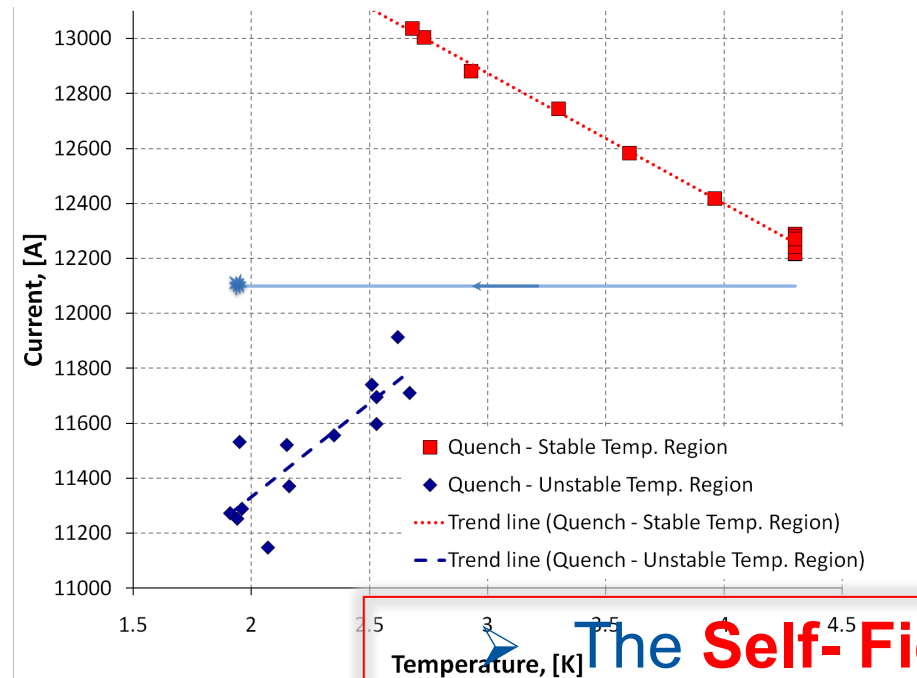 13000
12800
12600
12400
12200
12000
11800
11600
11400
11200
11000
Current, [A]
Quench - Stable Temp. Region
Quench - Unstable Temp. Region
Trend line (Quench - Stable Temp. Region)
Trend line (Quench - Unstable Temp. Region)
1.5 2 2.5 3 3.5 4 4.5
Temperature, [K]
The Self- Fie